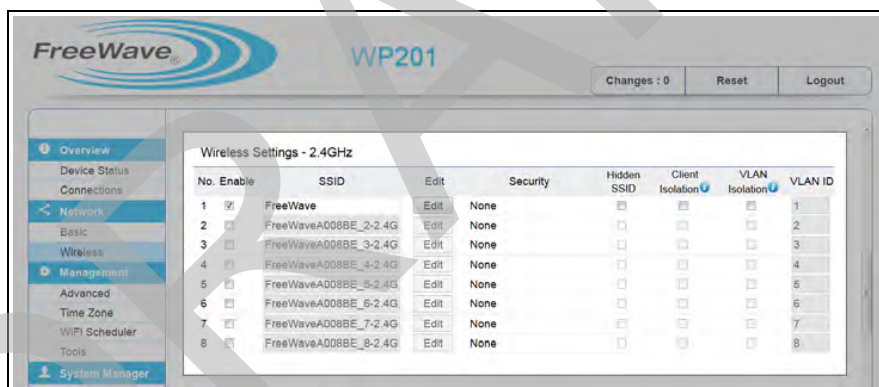 FreeWave®
WP201
Changes : 0 Reset Logout
Overview
Device Status
Connections
Network
Basic
Wireless
Management
Advanced
Time Zone
WiFi Scheduler
Tools
System Manager
Wireless Settings - 2.4GHz
No. Enable SSID Edit Security Hidden SSID Client Isolation VLAN Isolation VLAN ID
1 FreeWave Edit None 1
2 FreeWaveA008BE_2-2.4G Edit None 2
3 FreeWaveA008BE_3-2.4G Edit None 3
4 FreeWaveA008BE_4-2.4G Edit None 4
5 FreeWaveA008BE_5-2.4G Edit None 5
6 FreeWaveA008BE_6-2.4G Edit None 6
7 FreeWaveA008BE_7-2.4G Edit None 7
8 FreeWaveA008BE_8-2.4G Edit None 8